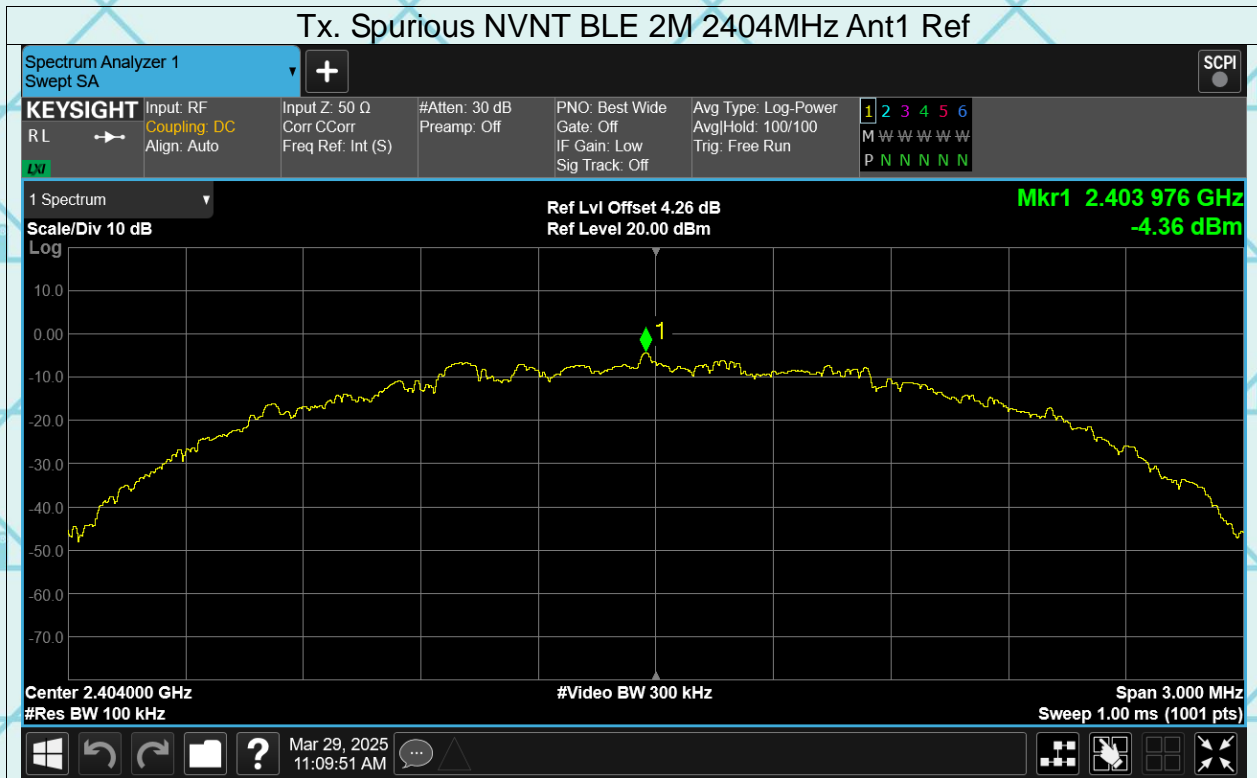 Tx. Spurious NVNT BLE 2M 2404MHz Ant1 Ref
Spectrum Analyzer 1
Swept SA
SCPI
KEYSIGHT
RL
LXI
Input: RF
Coupling: DC
Align: Auto
Input Z: 50 Ω
Corr CCorr
Freq Ref: Int (S)
#Atten: 30 dB
Preamp: Off
PNO: Best Wide
Gate: Off
IF Gain: Low
Sig Track: Off
Avg Type: Log-Power
Avg|Hold: 100/100
Trig: Free Run
1 2 3 4 5 6
M W W W W W
P N N N N N
1 Spectrum
Scale/Div 10 dB
Log
Ref Lvl Offset 4.26 dB
Ref Level 20.00 dBm
Mkr1 2.403 976 GHz
-4.36 dBm
10.0
0.00
-10.0
-20.0
-30.0
-40.0
-50.0
-60.0
-70.0
1
Center 2.404000 GHz
#Res BW 100 kHz
#Video BW 300 kHz
Span 3.000 MHz
Sweep 1.00 ms (1001 pts)
Mar 29, 2025
11:09:51 AM